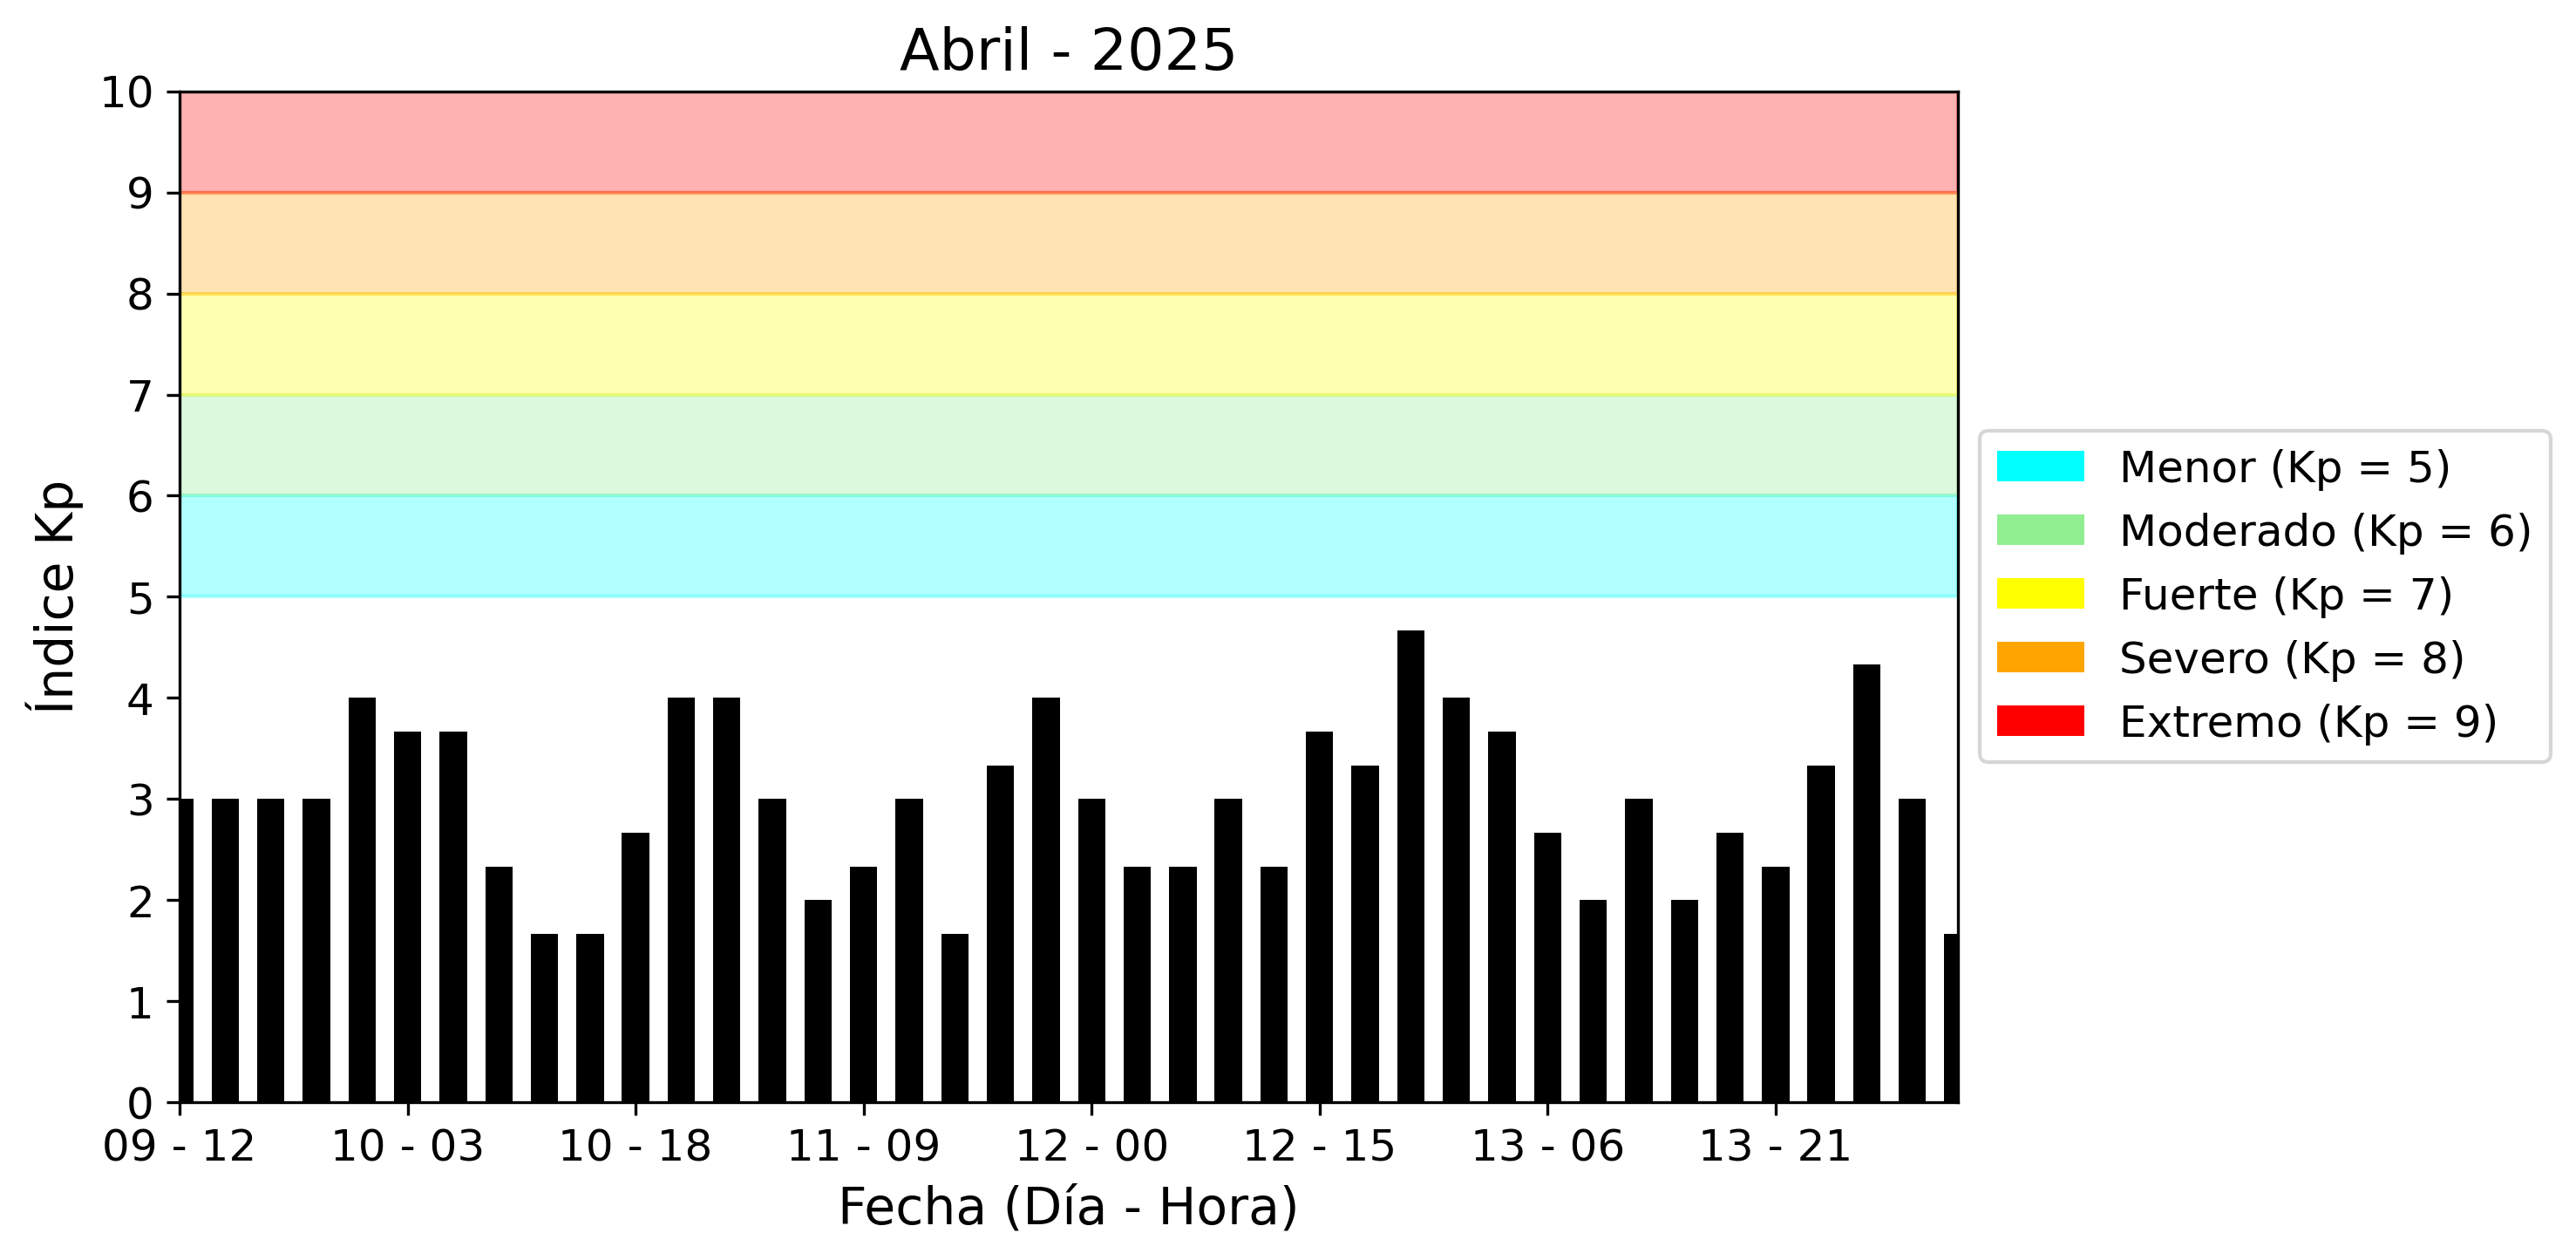 Abril - 2025
10
9
8
7
6
5
4
3
2
1
0
Índice Kp
09 - 12 10 - 03 10 - 18 11 - 09 12 - 00 12 - 15 13 - 06 13 - 21
Fecha (Día - Hora)
Menor (Kp = 5)
Moderado (Kp = 6)
Fuerte (Kp = 7)
Severo (Kp = 8)
Extremo (Kp = 9)